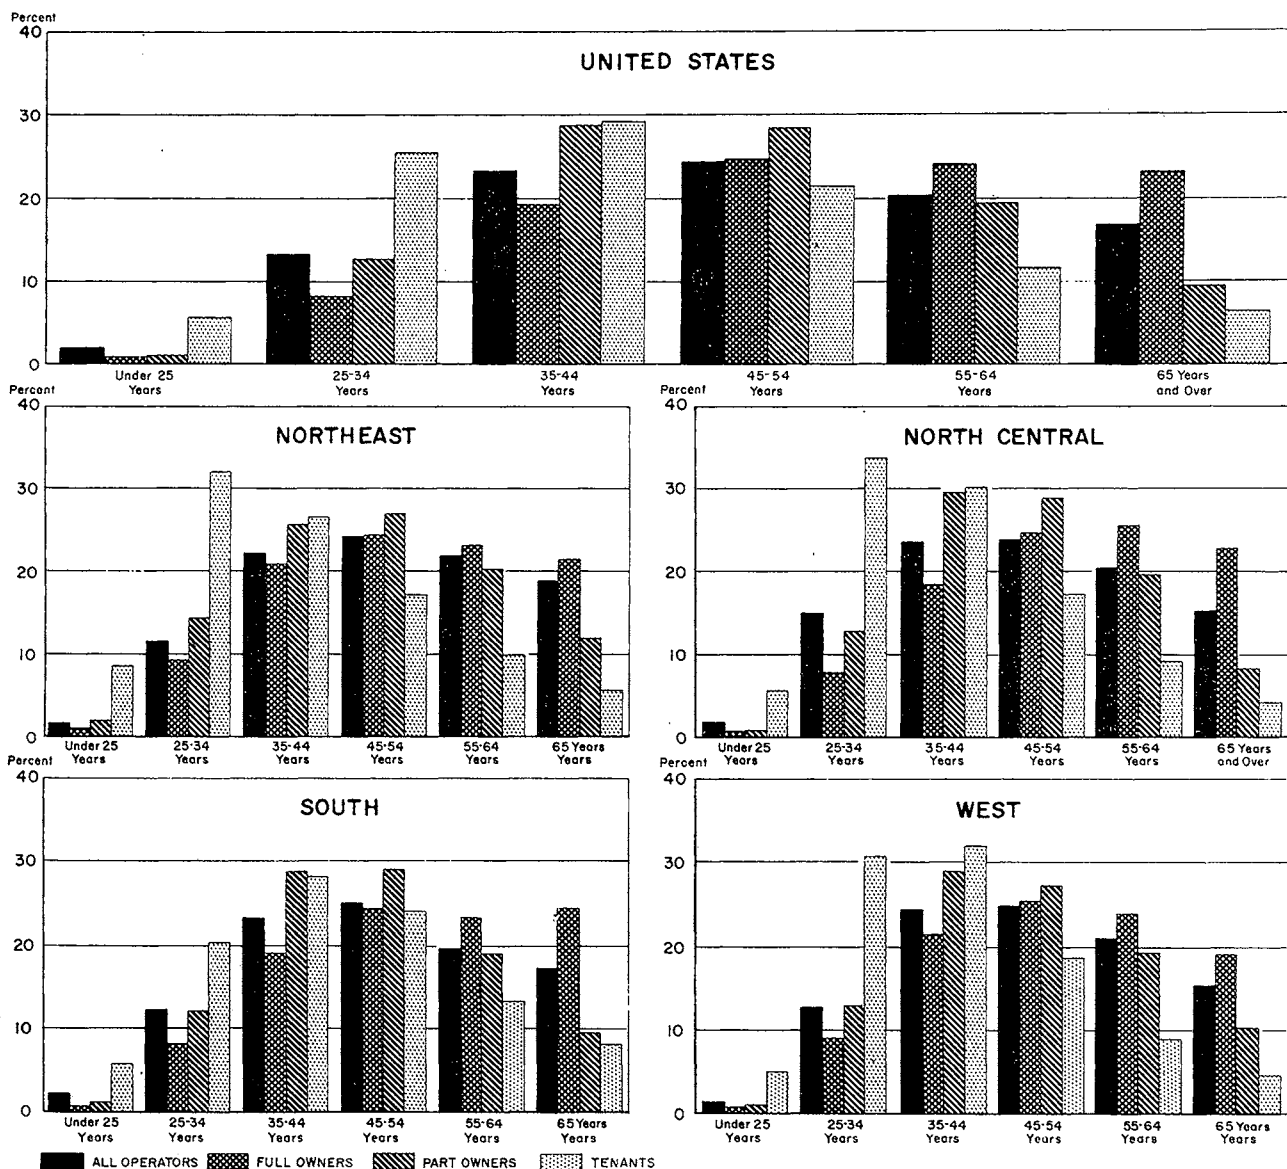 Percent
40
UNITED STATES
30
20
10
0
Under 25 Years
25-34 Years
35-44 Years
45-54 Years
55-64 Years
65 Years and Over
Percent
40
NORTHEAST
30
20
10
0
Under 25 Years
25-34 Years
35-44 Years
45-54 Years
55-64 Years
65 Years Years
Percent
40
NORTH CENTRAL
30
20
10
0
Under 25 Years
25-34 Years
35-44 Years
45-54 Years
55-64 Years
65 Years and Over
Percent
40
SOUTH
30
20
10
0
Under 25 Years
25-34 Years
35-44 Years
45-54 Years
55-64 Years
65 Years Years
Percent
40
WEST
30
20
10
0
Under 25 Years
25-34 Years
35-44 Years
45-54 Years
55-64 Years
65 Years Years
ALL OPERATORS FULL OWNERS PART OWNERS TENANTS